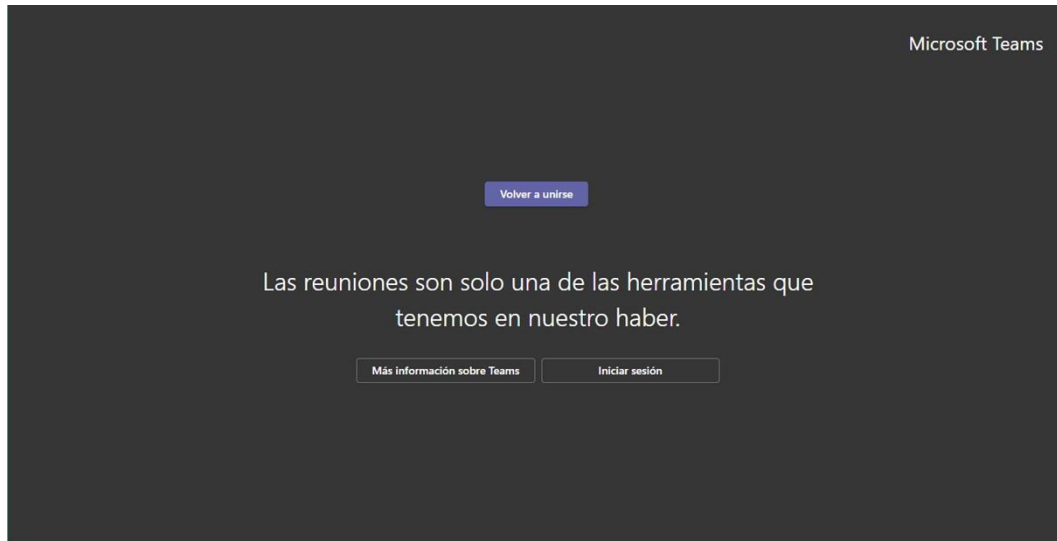 Microsoft Teams
Volver a unirse
Las reuniones son solo una de las herramientas que
tenemos en nuestro haber.
Más información sobre Teams
Iniciar sesión